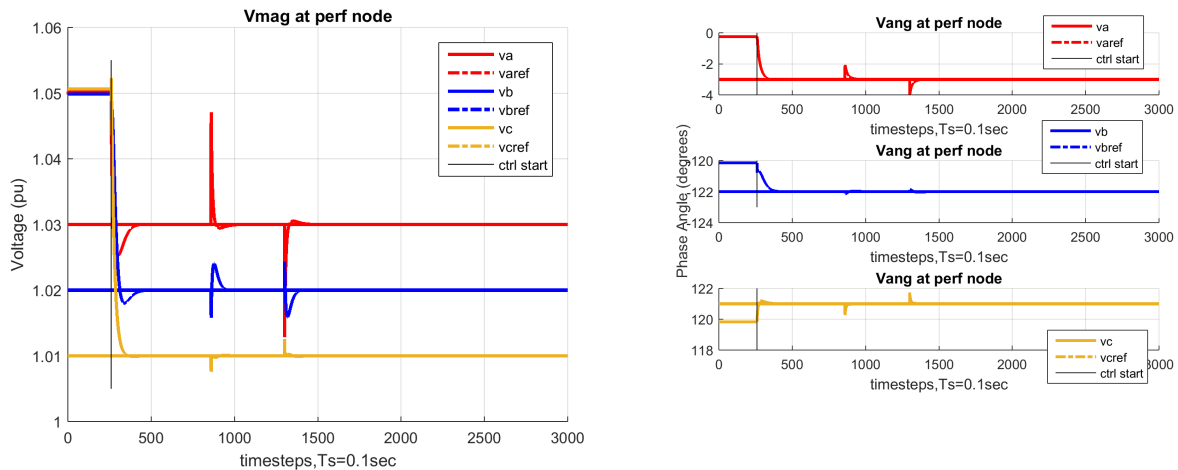 Vmag at perf node
1.06
1.05
1.04
1.03
1.02
1.01
1
Voltage (pu)
0 500 1000 1500 2000 2500 3000
timesteps,Ts=0.1sec
va
varef
vb
vbref
vc
vcref
ctrl start
Vang at perf node
0
-2
-4
0 500 1000 1500 2000 2500 3000
timesteps,Ts=0.1sec
va
varef
ctrl start
Phase Angle (degrees)
Vang at perf node
-120
-122
-124
0 500 1000 1500 2000 2500 3000
timesteps,Ts=0.1sec
vb
vbref
ctrl start
Vang at perf node
122
120
118
0 500 1000 1500 2000 2500 3000
timesteps,Ts=0.1sec
vc
vcref
ctrl start